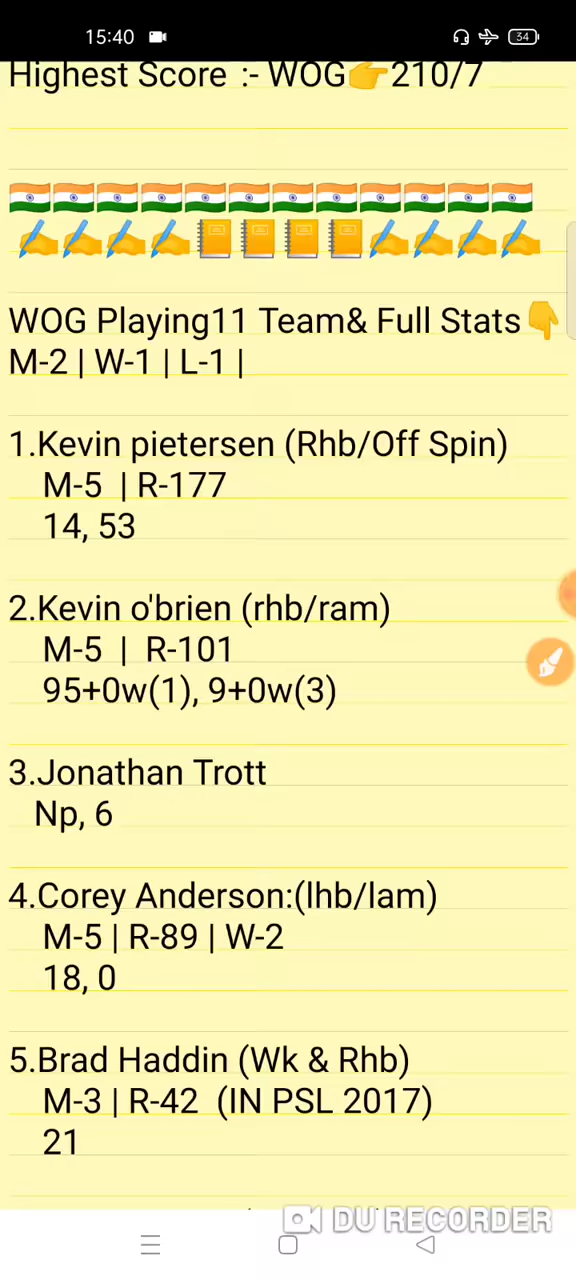 15:40
34
Highest Score :- WOG👉210/7
🇮🇳🇮🇳🇮🇳🇮🇳🇮🇳🇮🇳🇮🇳🇮🇳🇮🇳🇮🇳🇮🇳🇮🇳
✍️✍️✍️✍️📒📒📒📒✍️✍️✍️✍️
WOG Playing11 Team& Full Stats👇
M-2 | W-1 | L-1 |
1.Kevin pietersen (Rhb/Off Spin)
M-5 | R-177
14, 53
2.Kevin o'brien (rhb/ram)
M-5 | R-101
95+0w(1), 9+0w(3)
3.Jonathan Trott
Np, 6
4.Corey Anderson:(lhb/lam)
M-5 | R-89 | W-2
18, 0
5.Brad Haddin (Wk & Rhb)
M-3 | R-42 (IN PSL 2017)
21
DU RECORDER